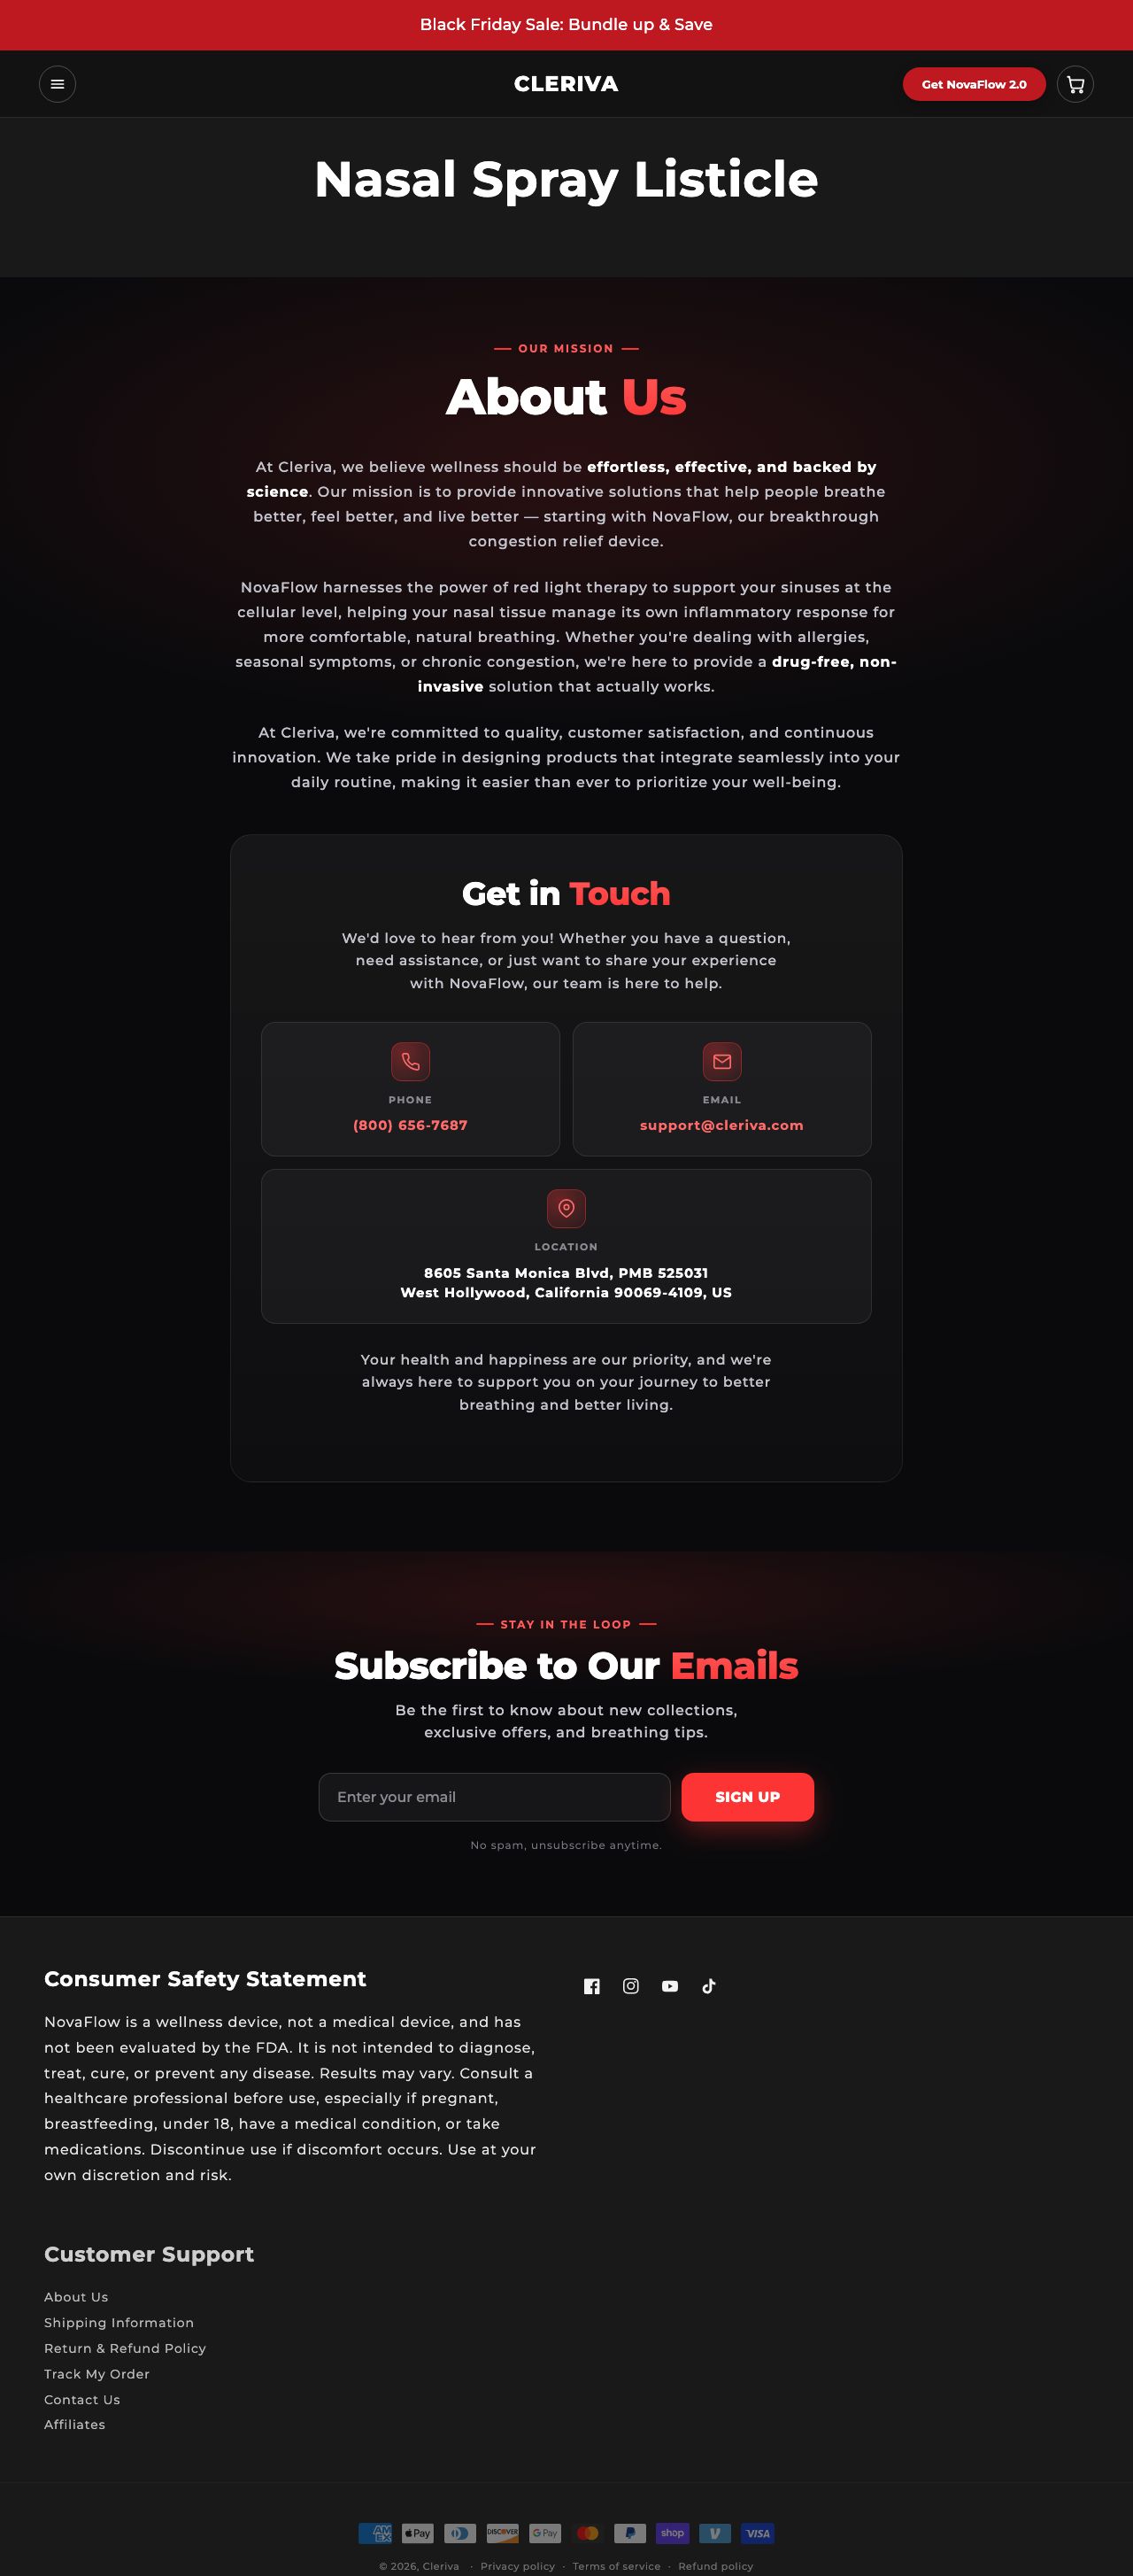 Black Friday Sale: Bundle up & Save
CLERIVA
Get NovaFlow 2.0
Nasal Spray Listicle
OUR MISSION
About Us
At Cleriva, we believe wellness should be effortless, effective, and backed by
science. Our mission is to provide innovative solutions that help people breathe
better, feel better, and live better — starting with NovaFlow, our breakthrough
congestion relief device.
NovaFlow harnesses the power of red light therapy to support your sinuses at the
cellular level, helping your nasal tissue manage its own inflammatory response for
more comfortable, natural breathing. Whether you're dealing with allergies,
seasonal symptoms, or chronic congestion, we're here to provide a drug-free, non-
invasive solution that actually works.
At Cleriva, we're committed to quality, customer satisfaction, and continuous
innovation. We take pride in designing products that integrate seamlessly into your
daily routine, making it easier than ever to prioritize your well-being.
Get in Touch
We'd love to hear from you! Whether you have a question,
need assistance, or just want to share your experience
with NovaFlow, our team is here to help.
PHONE
(800) 656-7687
EMAIL
support@cleriva.com
LOCATION
8605 Santa Monica Blvd, PMB 525031
West Hollywood, California 90069-4109, US
Your health and happiness are our priority, and we're
always here to support you on your journey to better
breathing and better living.
STAY IN THE LOOP
Subscribe to Our Emails
Be the first to know about new collections,
exclusive offers, and breathing tips.
Enter your email
SIGN UP
No spam, unsubscribe anytime.
Consumer Safety Statement
NovaFlow is a wellness device, not a medical device, and has
not been evaluated by the FDA. It is not intended to diagnose,
treat, cure, or prevent any disease. Results may vary. Consult a
healthcare professional before use, especially if pregnant,
breastfeeding, under 18, have a medical condition, or take
medications. Discontinue use if discomfort occurs. Use at your
own discretion and risk.
Customer Support
About Us
Shipping Information
Return & Refund Policy
Track My Order
Contact Us
Affiliates
AMEX Pay DISCOVER G Pay shop VISA
© 2026, Cleriva · Privacy policy · Terms of service · Refund policy